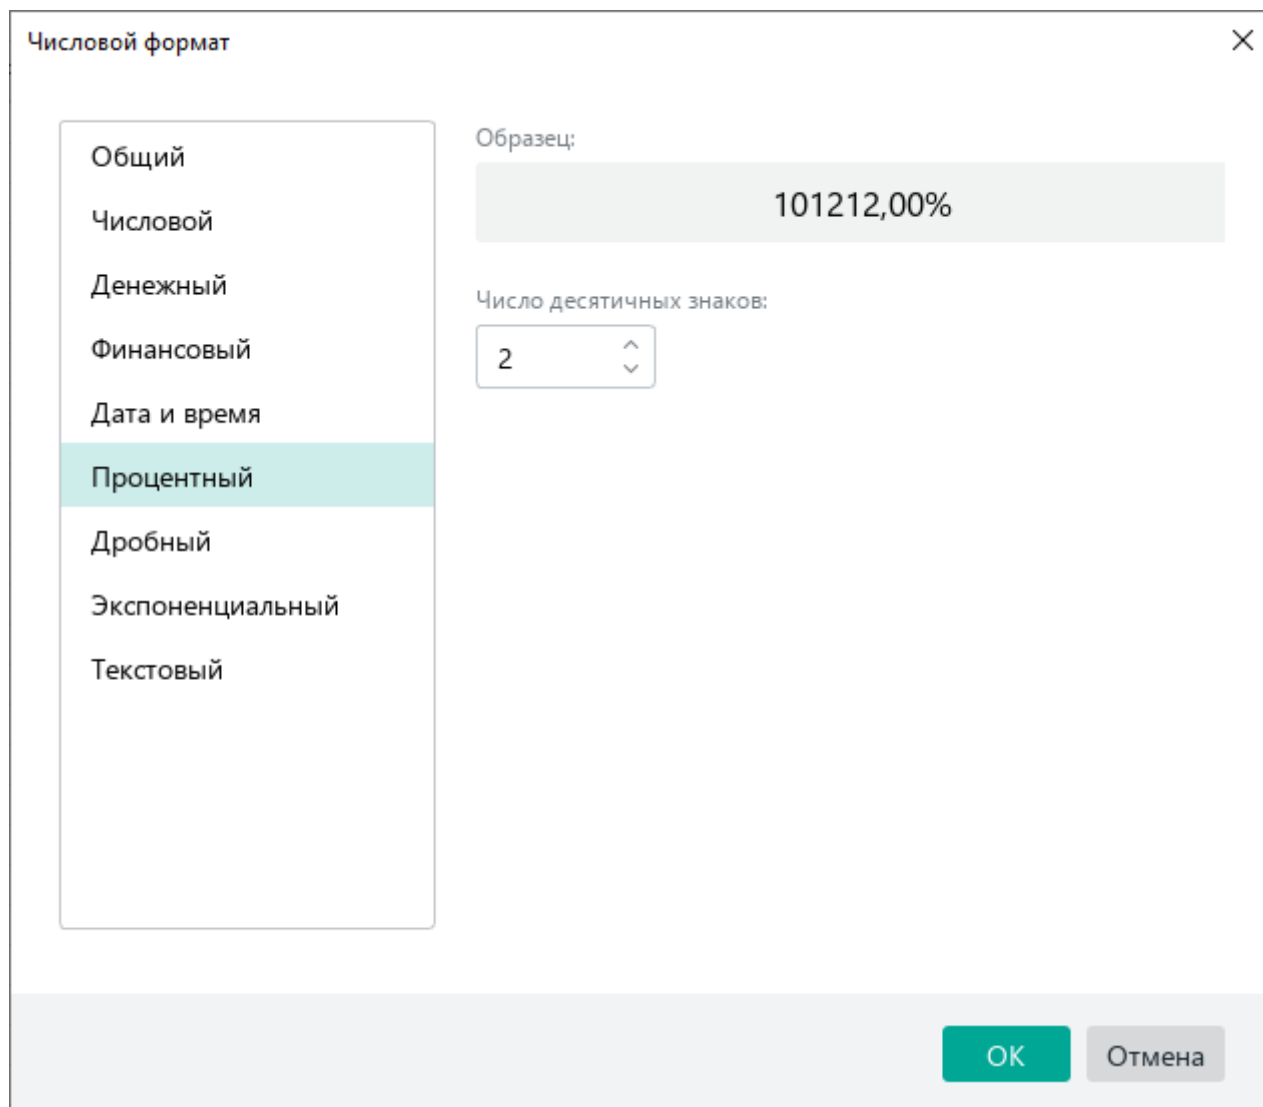 Числовой формат
Общий
Числовой
Денежный
Финансовый
Дата и время
Процентный
Дробный
Экспоненциальный
Текстовый
Образец:
101212,00%
Число десятичных знаков:
2
ОК
Отмена